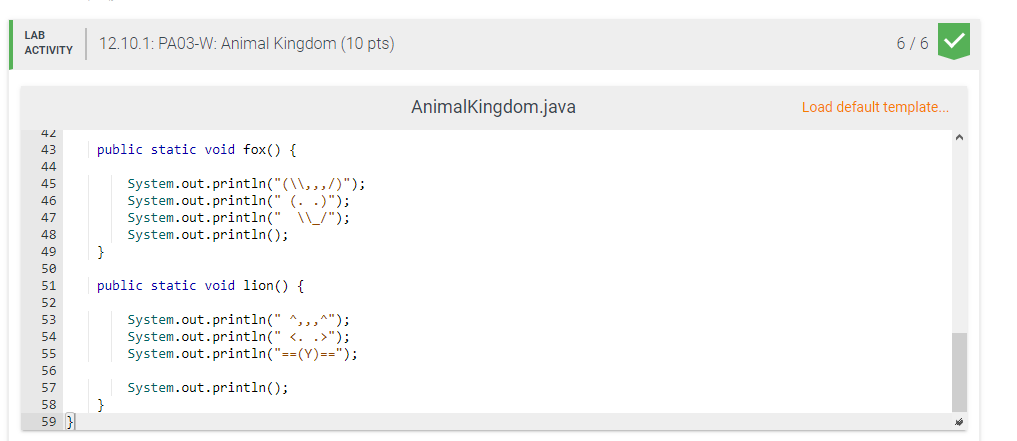 LAB
ACTIVITY
12.10.1: PA03-W: Animal Kingdom (10 pts)
6 / 6
AnimalKingdom.java
Load default template...
42
43 public static void fox() {
44
45 System.out.println("(\\,,,/)");
46 System.out.println(" (. .)");
47 System.out.println("  \\_/");
48 System.out.println();
49 }
50
51 public static void lion() {
52
53 System.out.println(" ^,,,^");
54 System.out.println(" <. .>");
55 System.out.println("==(Y)==");
56
57 System.out.println();
58 }
59 }